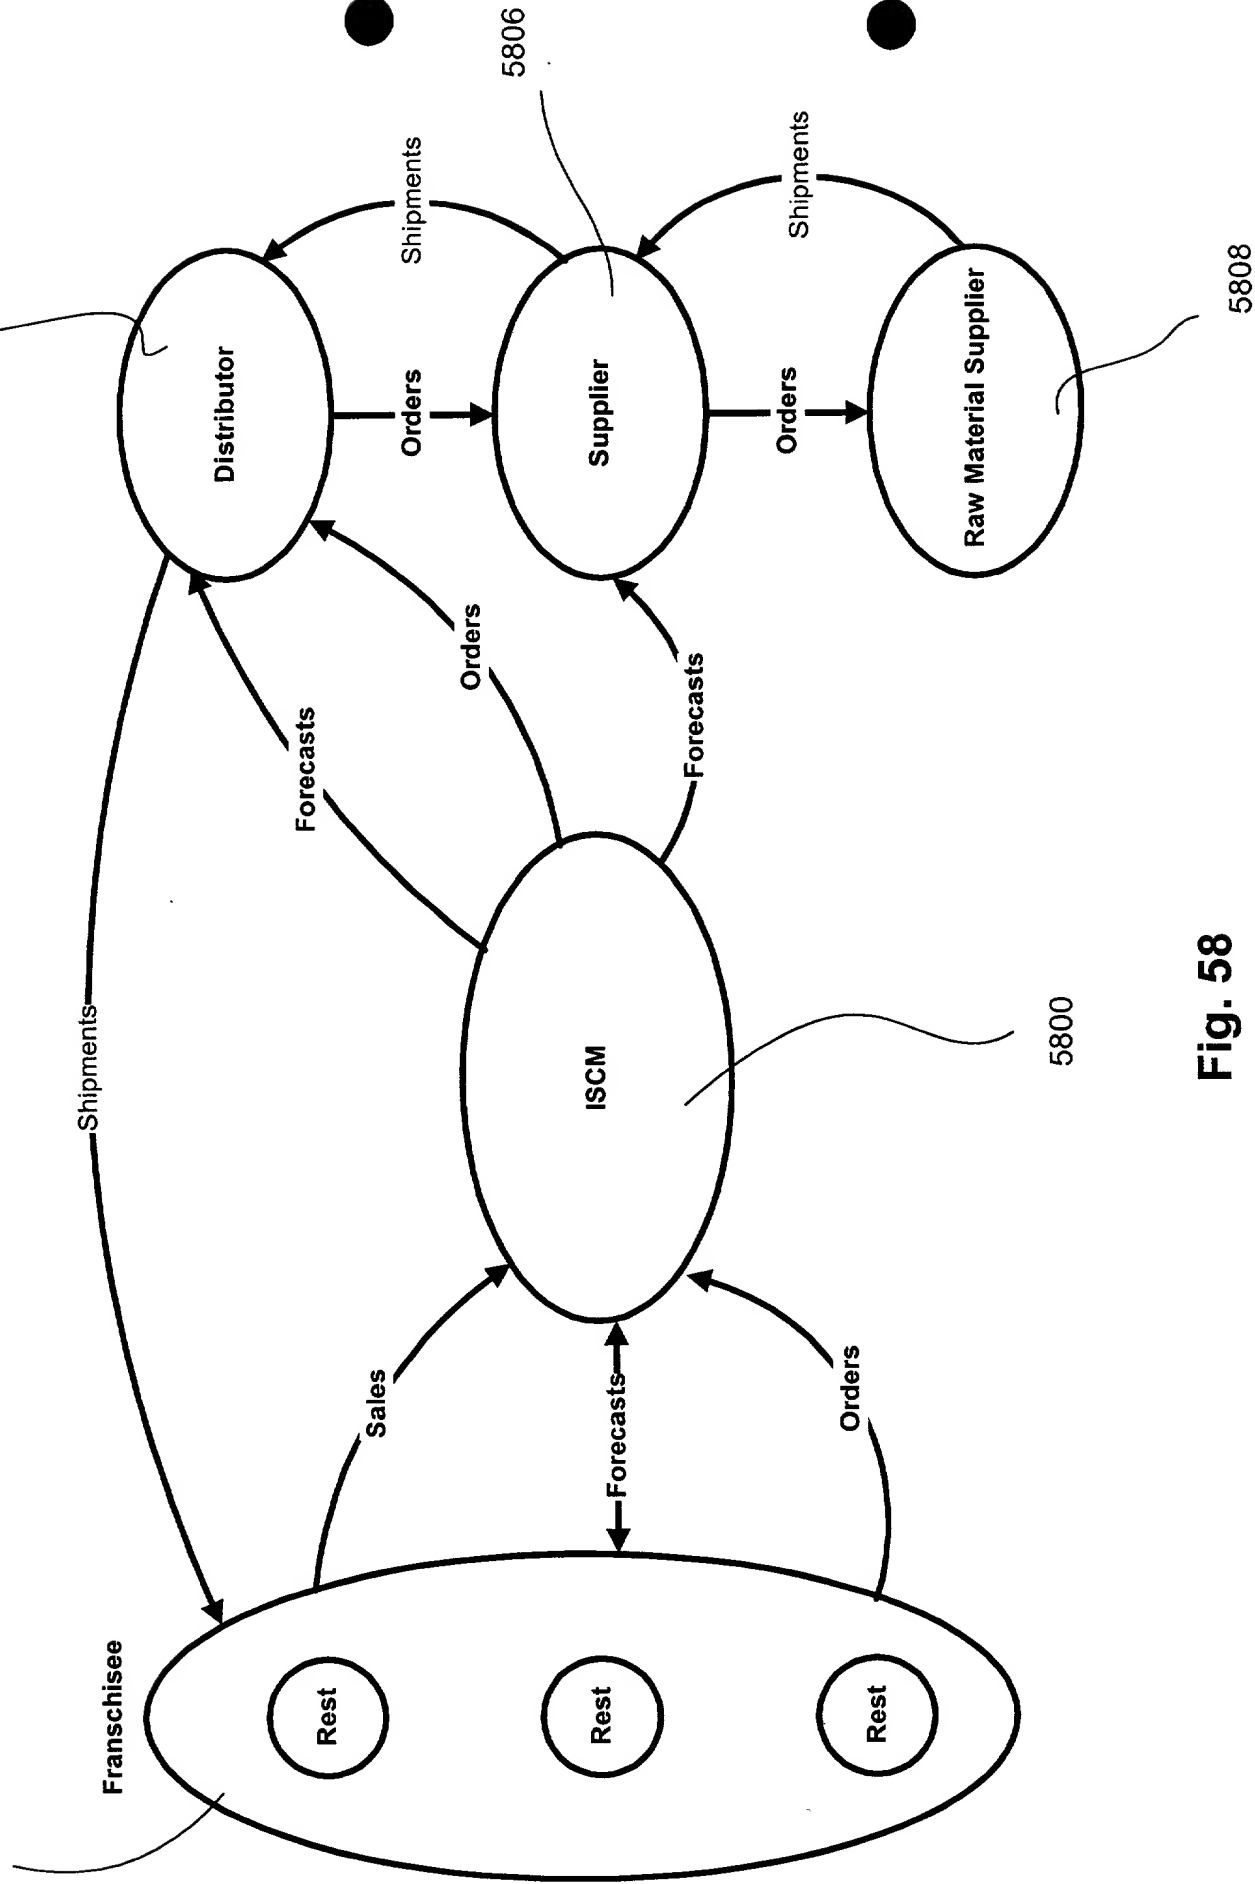 Franschisee
Rest
Rest
Rest
Shipments
Sales
Forecasts
Orders
ISCM
5800
Forecasts
Orders
Forecasts
Distributor
Orders
Supplier
Orders
Raw Material Supplier
Shipments
Shipments
5806
5808
Fig. 58